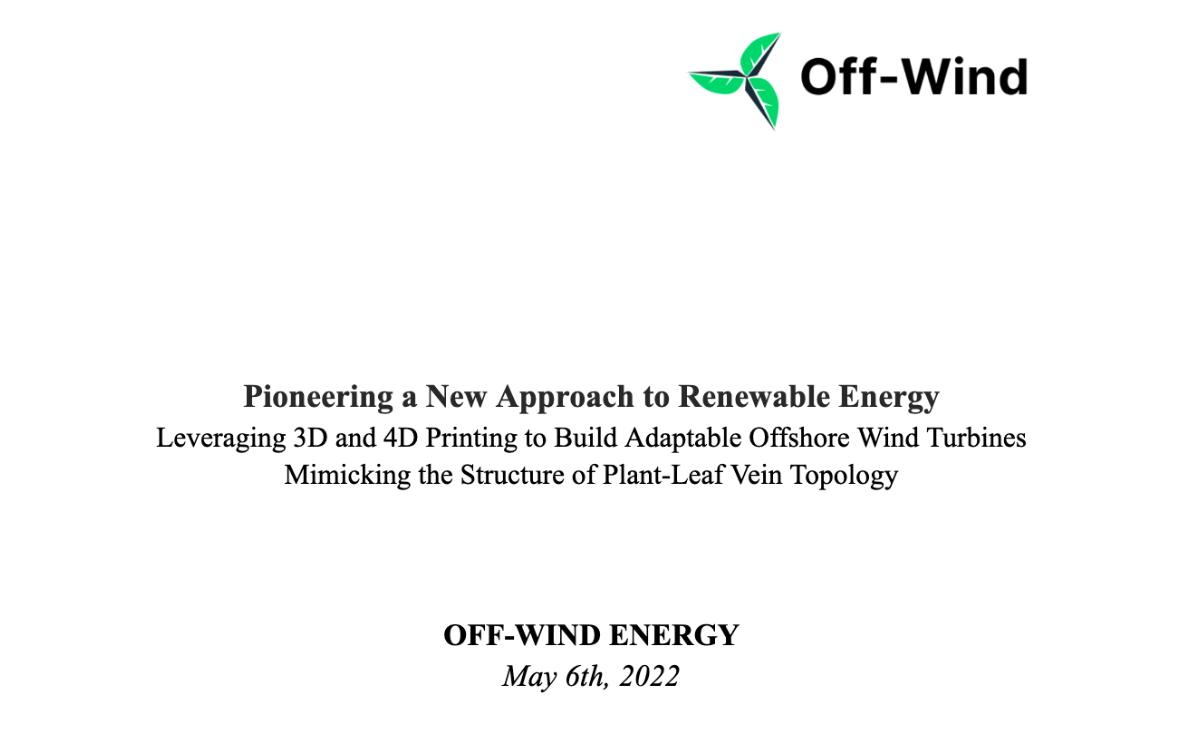 Off-Wind
Pioneering a New Approach to Renewable Energy
Leveraging 3D and 4D Printing to Build Adaptable Offshore Wind Turbines
Mimicking the Structure of Plant-Leaf Vein Topology
OFF-WIND ENERGY
May 6th, 2022